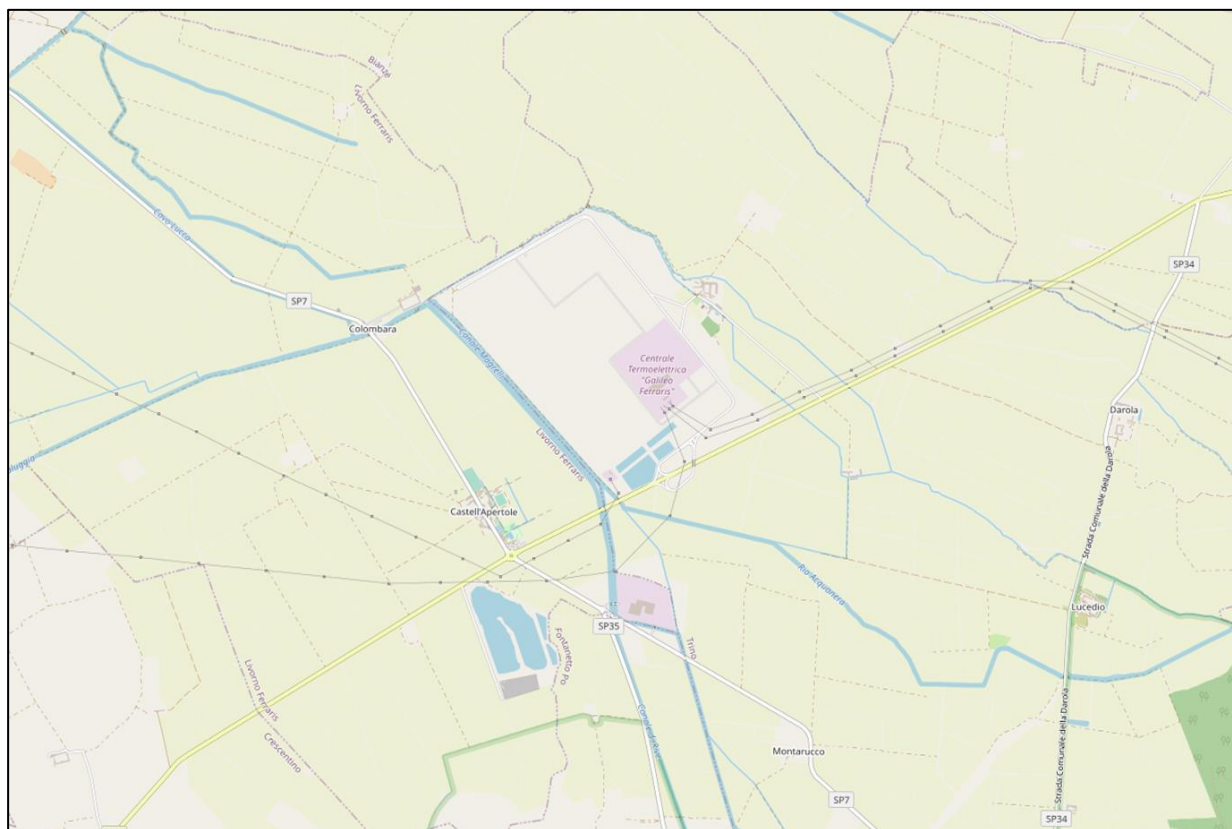 Bianzè
Livorno Ferraris
Cavo Lucca
SP7
SP34
Colombara
Canale Magrelli
Centrale
Termoelettrica
"Galileo
Ferraris"
Darola
Livorno Ferraris
Strada Comunale della Darola
Castell'Apertole
Rio Acquanera
Lucedio
SP35
Fontanetto Po
Trino
Livorno Ferraris
Crescentino
Strada Comunale della Darola
Montarucco
SP7
SP34